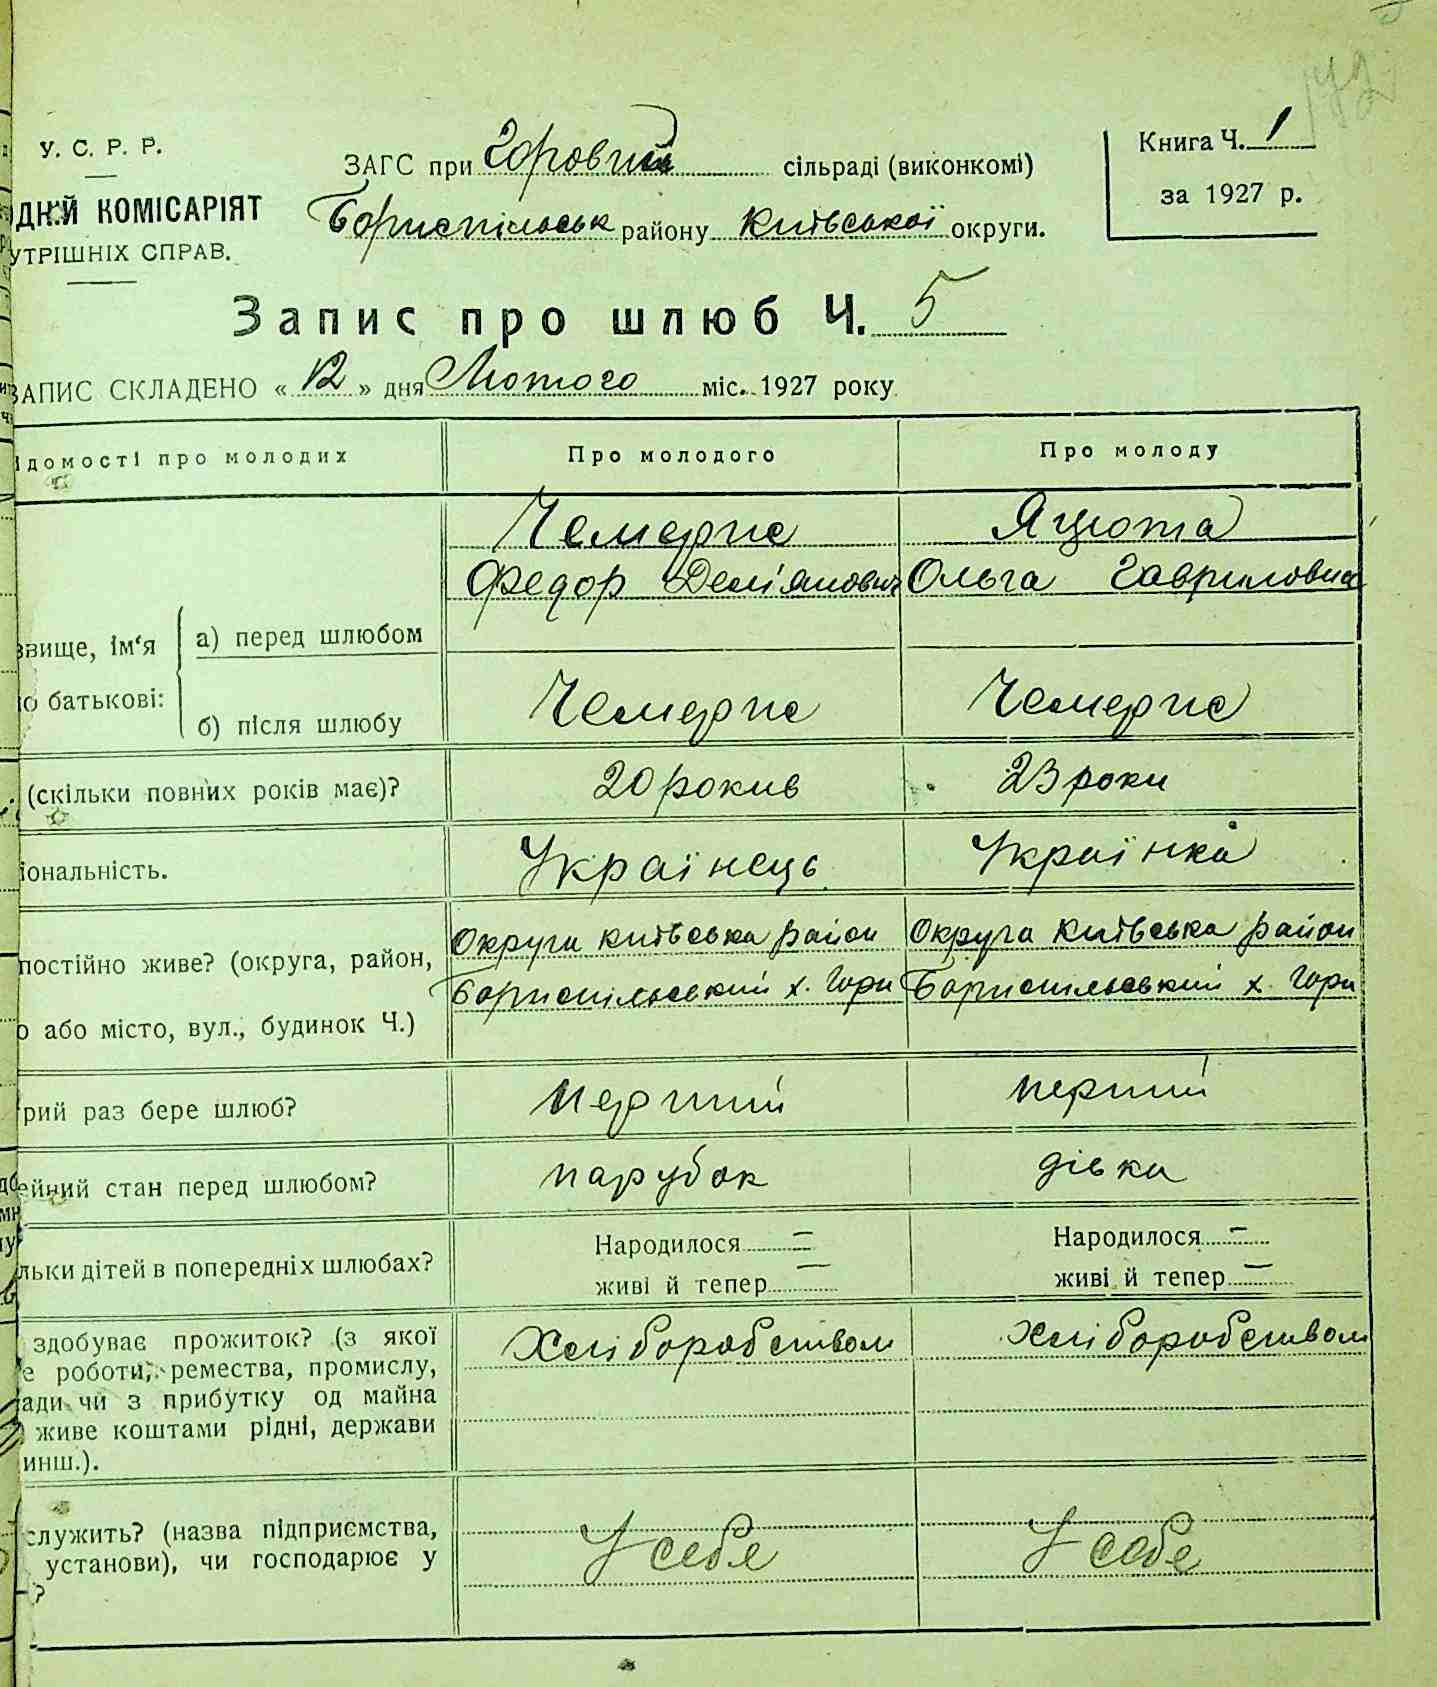 У. С. Р. Р.
ДНІЙ КОМІСАРІЯТ
УТРІШНІХ СПРАВ.
ЗАГС при Горовий сільраді (виконкомі)
Бориспільськ району Київської округи.
Книга Ч. 1
за 1927 р.
172
Запис про шлюб Ч. 5
ЗАПИС СКЛАДЕНО « 12 » дня Лютого міс. 1927 року
ідомості про молодих
Про молодого
Про молоду
звище, ім'я
о батькові:
а) перед шлюбом
Чемерис
Федор Демʼянович
Яцюта
Ольга Гавриловна
б) після шлюбу
Чемерис
Чемерис
(скільки повних років має)?
20 рокив
23 роки
іональність.
Українець
Українка
постійно живе? (округа, район,
о або місто, вул., будинок Ч.)
Округи Київська район
Бориспільський х. Гори
Округа Київська район
Бориспільський х. Гори
рий раз бере шлюб?
перший
перший
ейний стан перед шлюбом?
парубок
дівка
льки дітей в попередніх шлюбах?
Народилося —
живі й тепер —
Народилося —
живі й тепер —
здобуває прожиток? (з якої
е роботи, ремества, промислу,
ади чи з прибутку од майна
живе коштами рідні, держави
инш.).
Хліборобством
Хліборобством
служить? (назва підприємства,
установи), чи господарює у
?
У себе
У себе